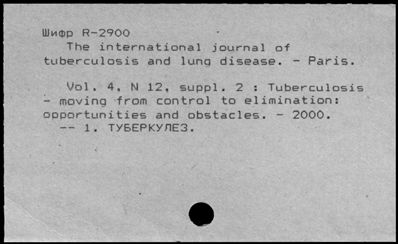 Шифр R-2900
The international journal of
tuberculosis and lung disease. - Paris.
Vol. 4, N 12, suppl. 2 : Tuberculosis
- moving from control to elimination:
opportunities and obstacles. - 2000.
-- 1. ТУБЕРКУЛЕЗ.